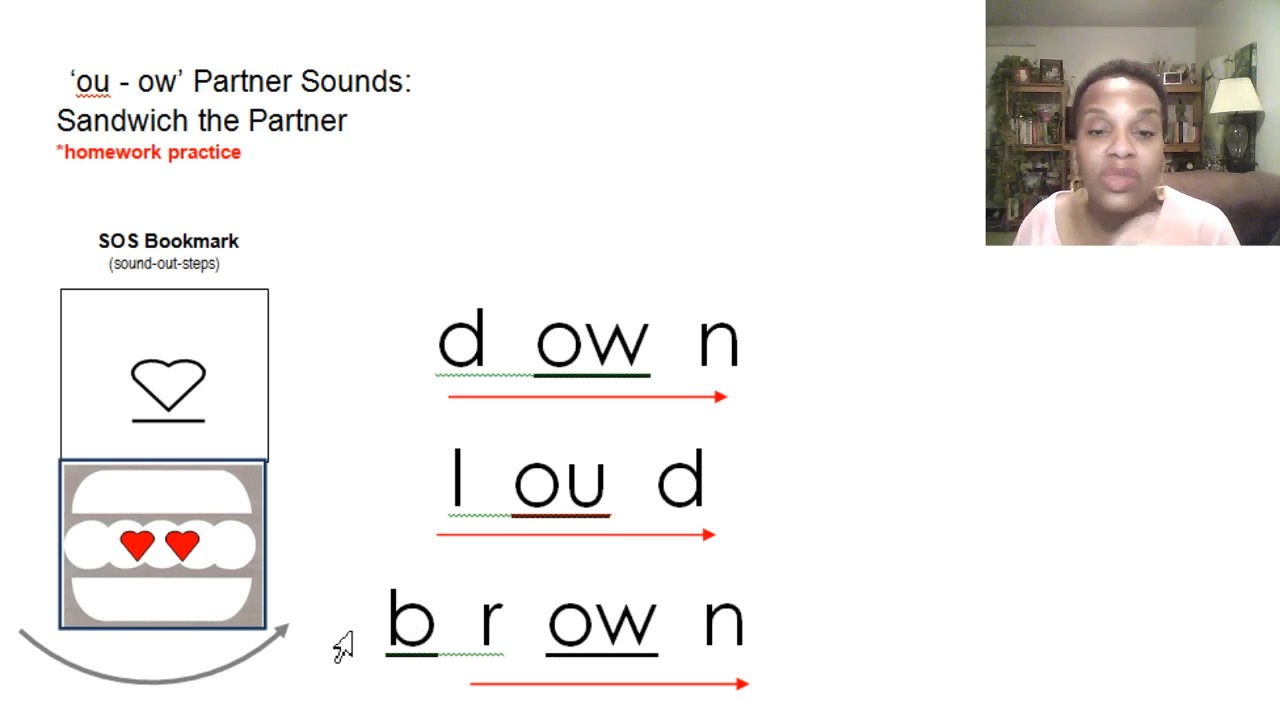 ‘ou - ow’ Partner Sounds:
Sandwich the Partner
*homework practice
SOS Bookmark
(sound-out-steps)
d ow n
l ou d
b r ow n